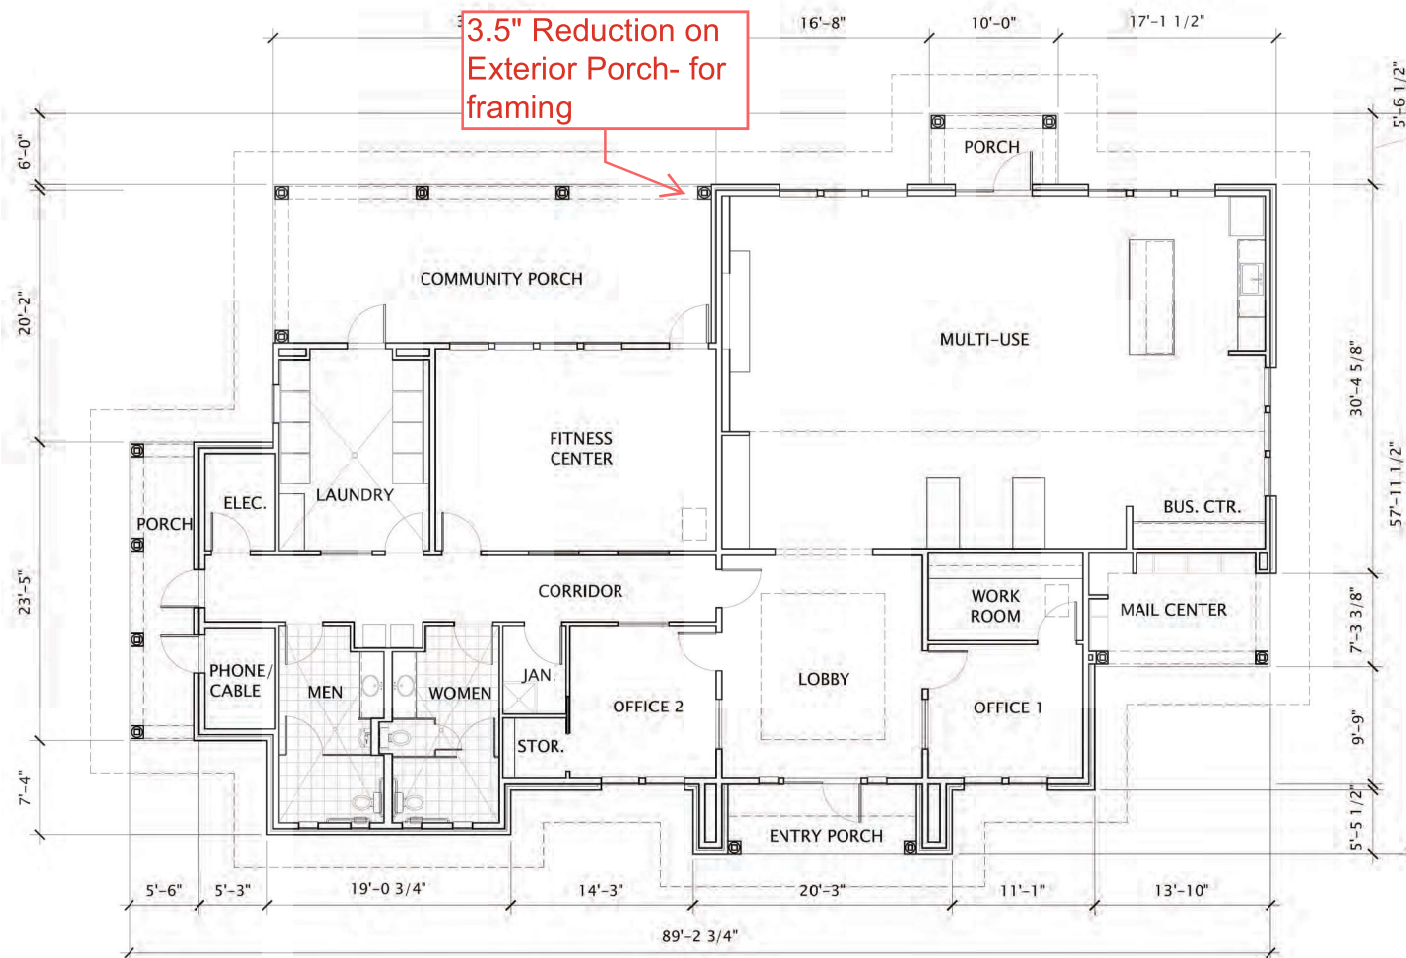 3
16'-8"
10'-0"
17'-1 1/2'
3.5" Reduction on
Exterior Porch- for
framing
5'-6 1/2"
6'-0"
PORCH
COMMUNITY PORCH
20'-2"
MULTI-USE
30'-4 5/8"
FITNESS
CENTER
57'-11 1/2"
LAUNDRY
ELEC.
BUS. CTR.
PORCH
23'-5"
CORRIDOR
WORK
ROOM
MAIL CENTER
7'-3 3/8"
PHONE/
CABLE
MEN
WOMEN
JAN.
LOBBY
OFFICE 2
OFFICE 1
STOR.
9'-9"
7'-4"
5'-5 1/2"
ENTRY PORCH
5'-6"
5'-3"
19'-0 3/4'
14'-3"
20'-3"
11'-1"
13'-10"
89'-2 3/4"